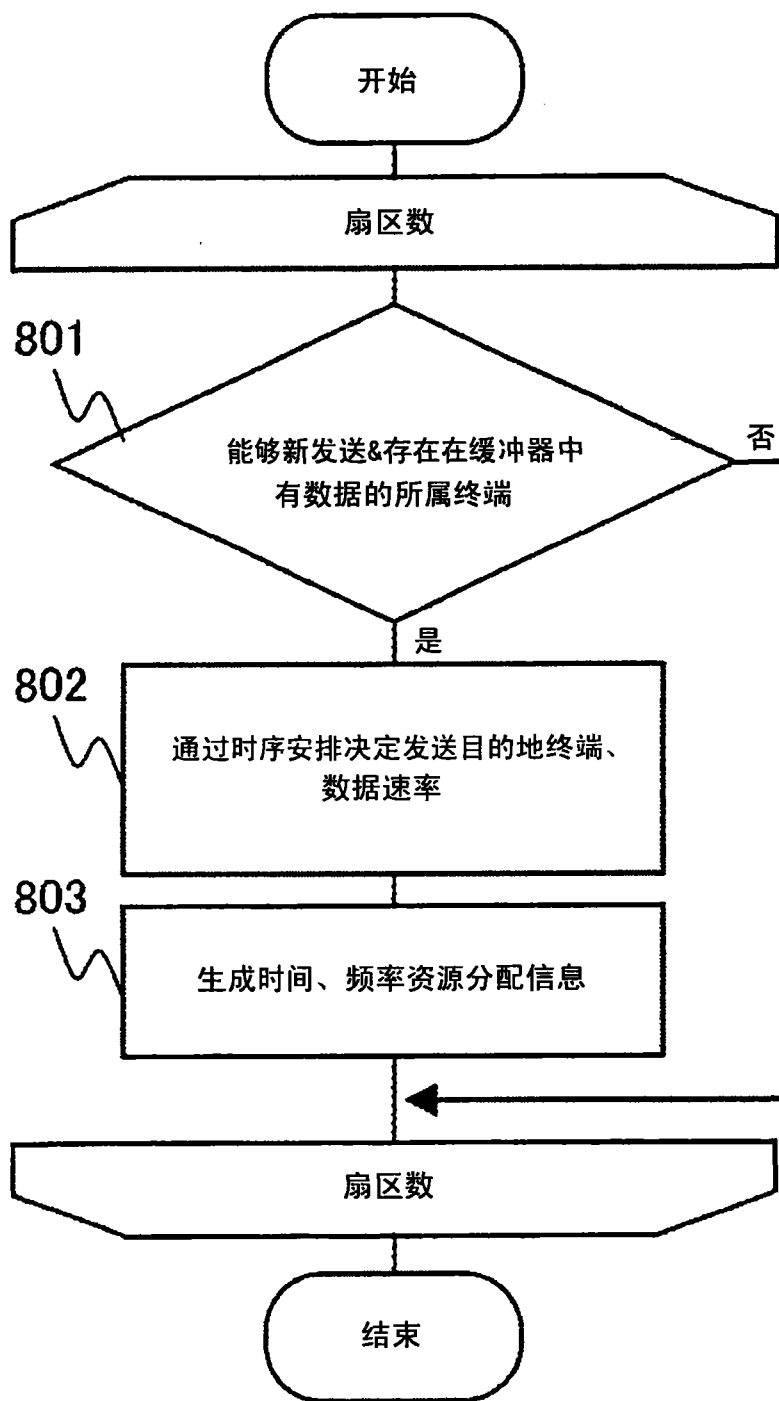 开始
扇区数
801
能够新发送&存在在缓冲器中
有数据的所属终端
否
是
802
通过时序安排决定发送目的地终端、
数据速率
803
生成时间、频率资源分配信息
扇区数
结束